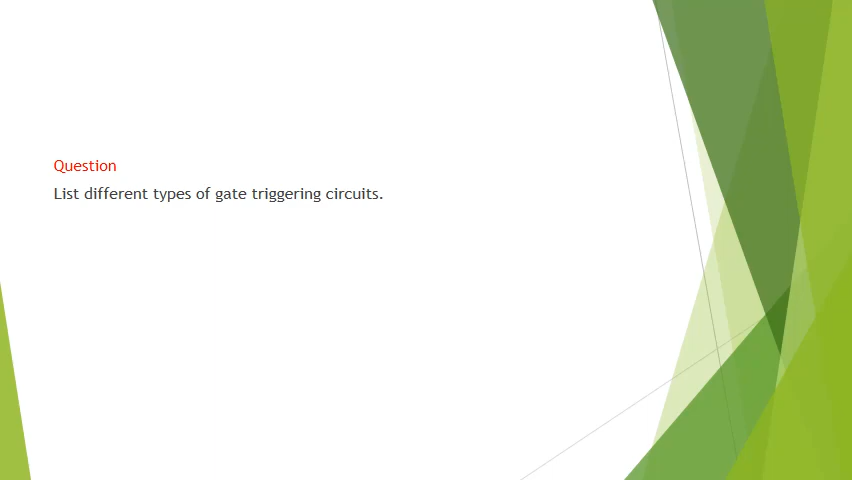 Question
List different types of gate triggering circuits.